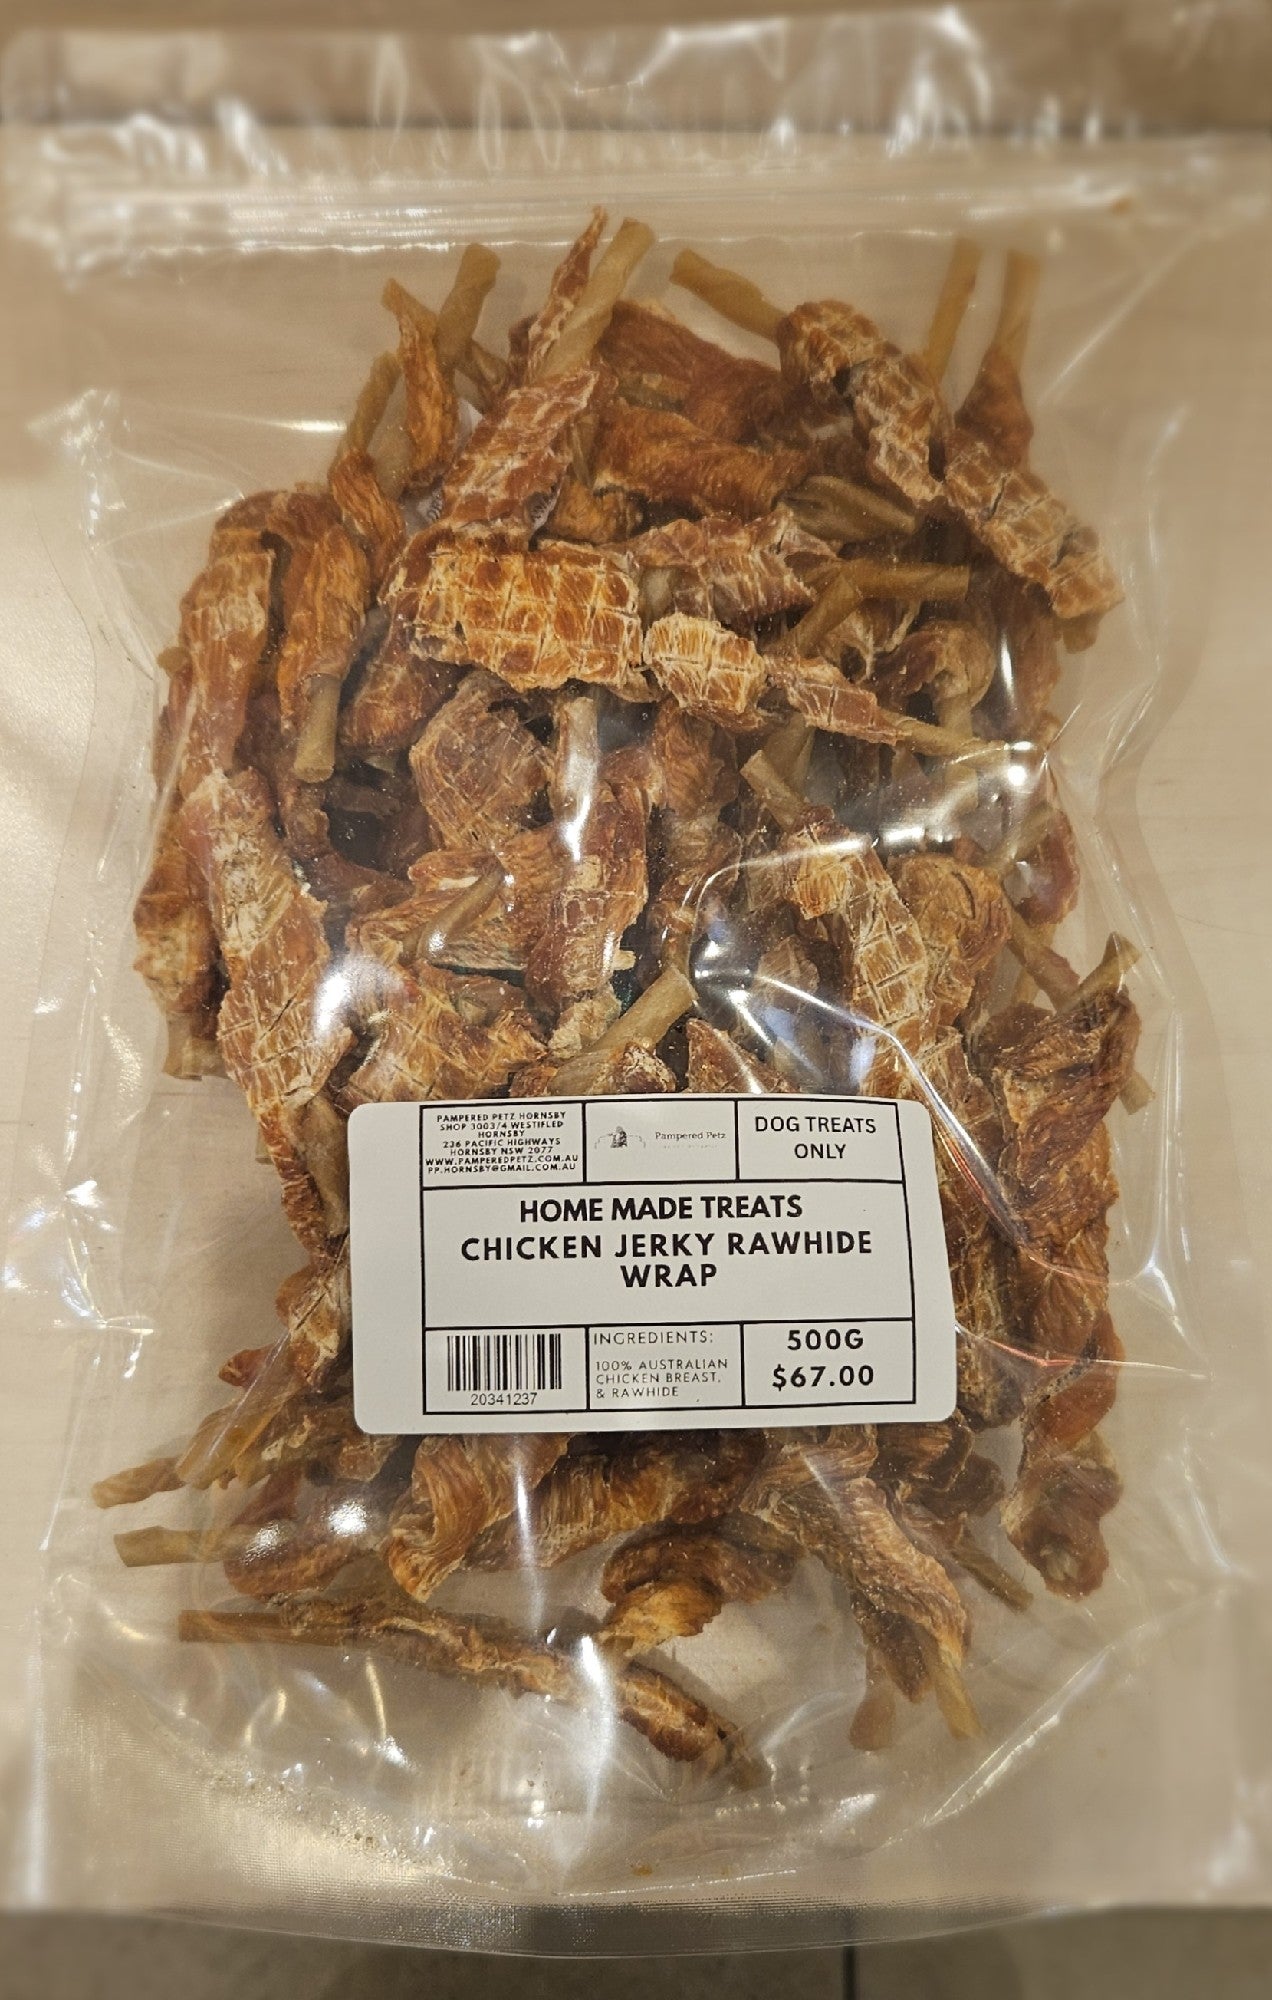 PAMPERED PETZ HORNSBY
SHOP 3003/4 WESTIFLED
HORNSBY
236 PACIFIC HIGHWAYS
HORNSBY NSW 2077
WWW.PAMPEREDPETZ.COM.AU
PP.HORNSBY@GMAIL.COM.AU
Pampered Petz
DOG TREATS
ONLY
HOME MADE TREATS
CHICKEN JERKY RAWHIDE
WRAP
20341237
INGREDIENTS:
100% AUSTRALIAN
CHICKEN BREAST,
& RAWHIDE
500G
$67.00